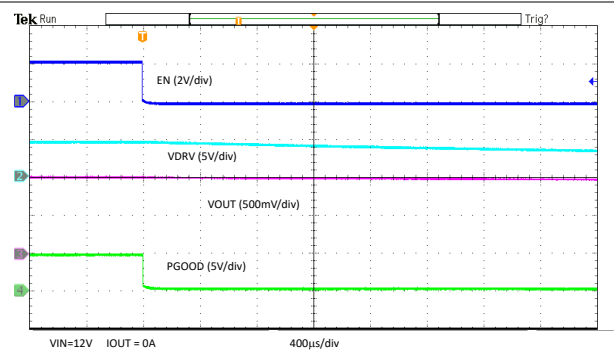 Tek Run
Trig?
T
T
EN (2V/div)
1
VDRV (5V/div)
2
VOUT (500mV/div)
3
PGOOD (5V/div)
4
VIN=12V IOUT = 0A 400µs/div